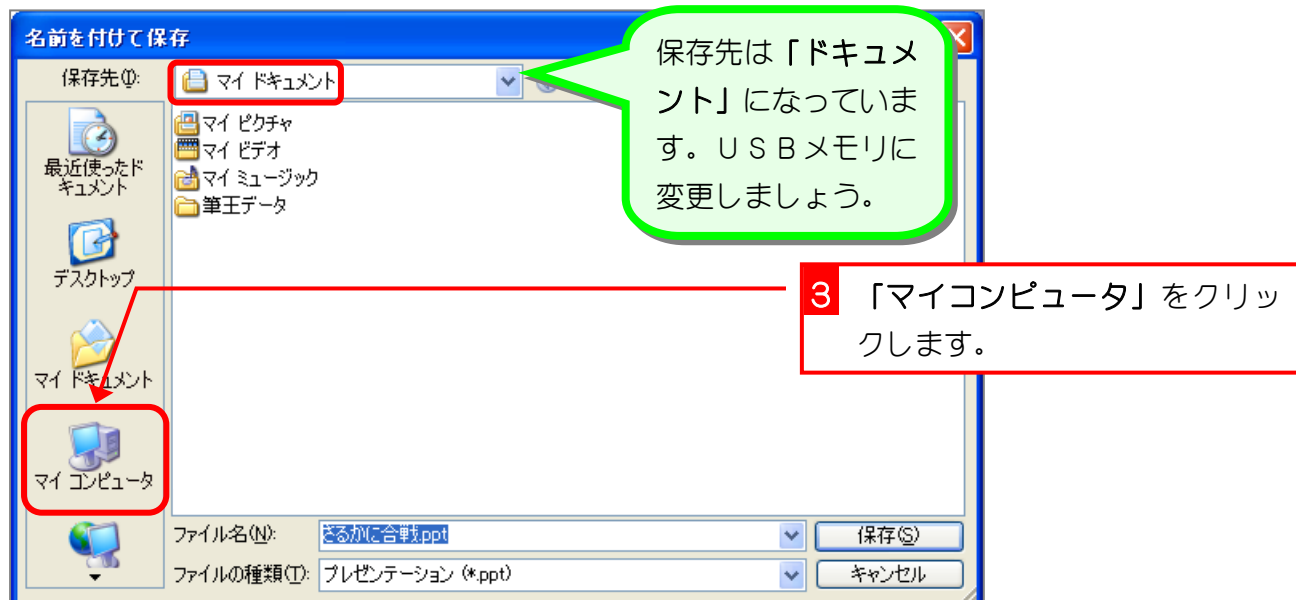 名前を付けて保存
保存先は「ドキュメ
ント」になっていま
す。ＵＳＢメモリに
変更しましょう。
保存先(I):
マイ ドキュメント
最近使ったド
キュメント
デスクトップ
マイ ドキュメント
マイ コンピュータ
マイ ピクチャ
マイ ビデオ
マイ ミュージック
筆王データ
3 「マイコンピュータ」をクリッ
クします。
ファイル名(N): さるかに合戦.ppt 保存(S)
ファイルの種類(T): プレゼンテーション (*.ppt) キャンセル